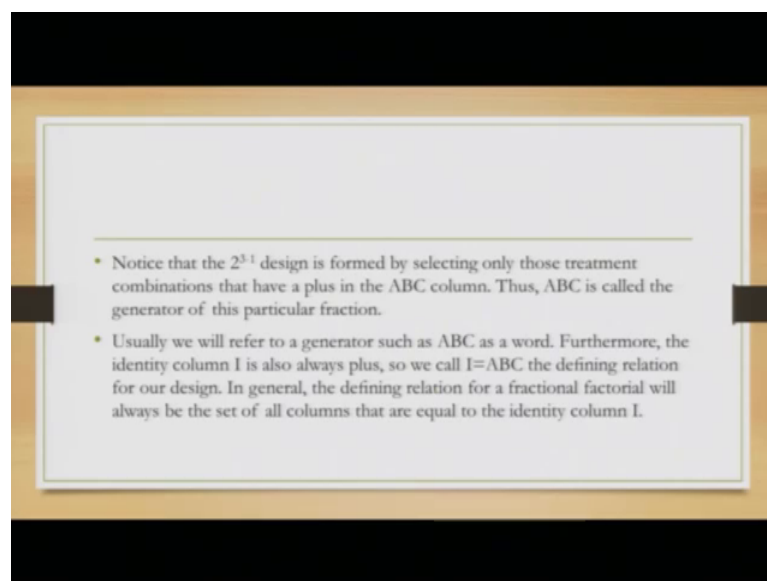 • Notice that the 2³⁻¹ design is formed by selecting only those treatment
combinations that have a plus in the ABC column. Thus, ABC is called the
generator of this particular fraction.
• Usually we will refer to a generator such as ABC as a word. Furthermore, the
identity column I is also always plus, so we call I=ABC the defining relation
for our design. In general, the defining relation for a fractional factorial will
always be the set of all columns that are equal to the identity column I.